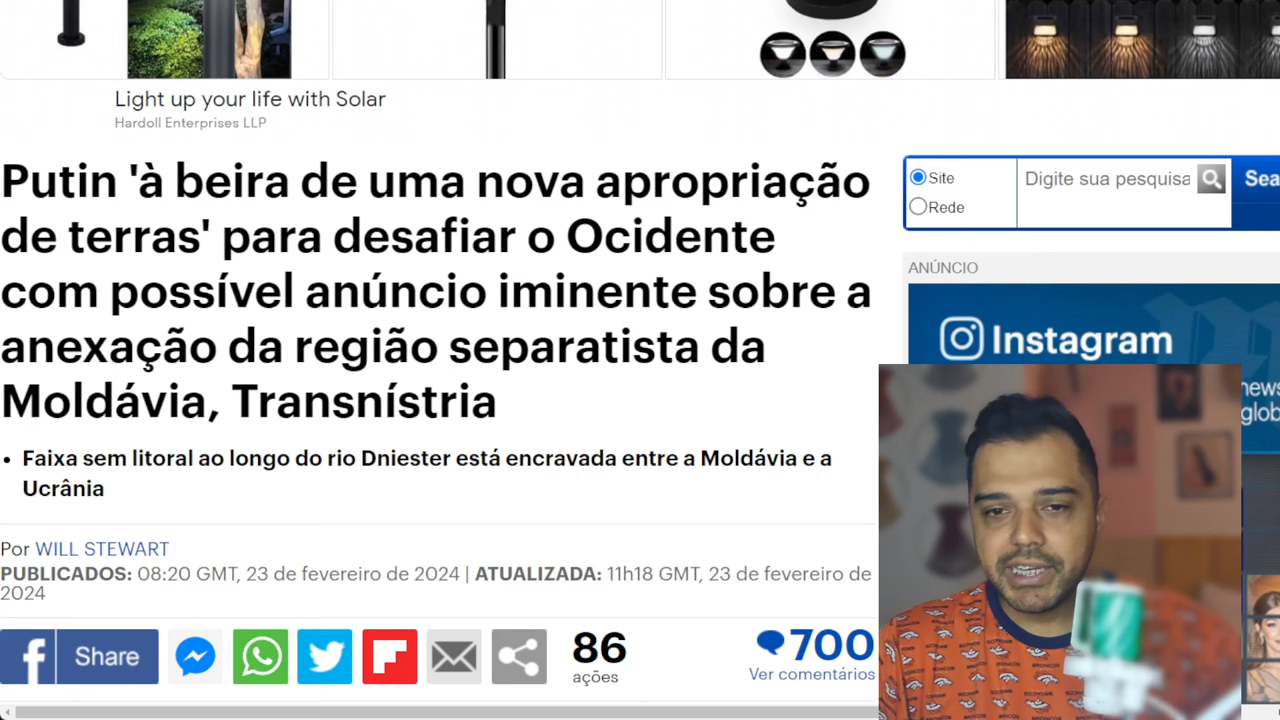 Light up your life with Solar
Hardoll Enterprises LLP
Putin 'à beira de uma nova apropriação
de terras' para desafiar o Ocidente
com possível anúncio iminente sobre a
anexação da região separatista da
Moldávia, Transnístria
• Faixa sem litoral ao longo do rio Dniester está encravada entre a Moldávia e a
Ucrânia
Por WILL STEWART
PUBLICADOS: 08:20 GMT, 23 de fevereiro de 2024 | ATUALIZADA: 11h18 GMT, 23 de fevereiro de
2024
Share
86
ações
700
Ver comentários
Site
Rede
Digite sua pesquisa
Sea
ANÚNCIO
Instagram
news
glob